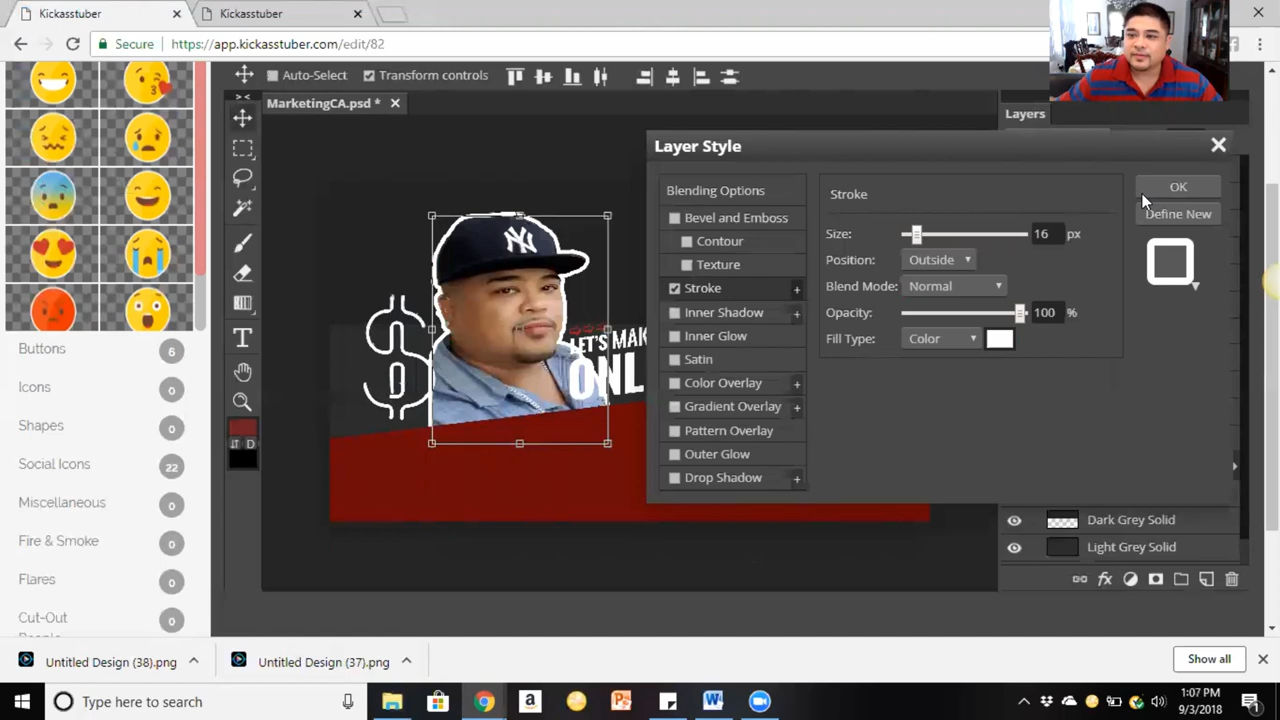 Kickasstuber
Kickasstuber
Secure
https://app.kickasstuber.com/edit/82
Auto-Select
Transform controls
> <
MarketingCA.psd *
Layers
Layer Style
Blending Options
Stroke
OK
Define New
Bevel and Emboss
Contour
Texture
Stroke
Inner Shadow
Inner Glow
Satin
Color Overlay
Gradient Overlay
Pattern Overlay
Outer Glow
Drop Shadow
Size:
16
px
Position:
Outside
Blend Mode:
Normal
Opacity:
100
%
Fill Type:
Color
T
D
NY
LET'S MAK
ONL
Buttons
6
Icons
0
Shapes
0
Social Icons
22
Miscellaneous
0
Fire & Smoke
0
Flares
0
Cut-Out
People
0
Dark Grey Solid
Light Grey Solid
Untitled Design (38).png
Untitled Design (37).png
Show all
Type here to search
1:07 PM
9/3/2018